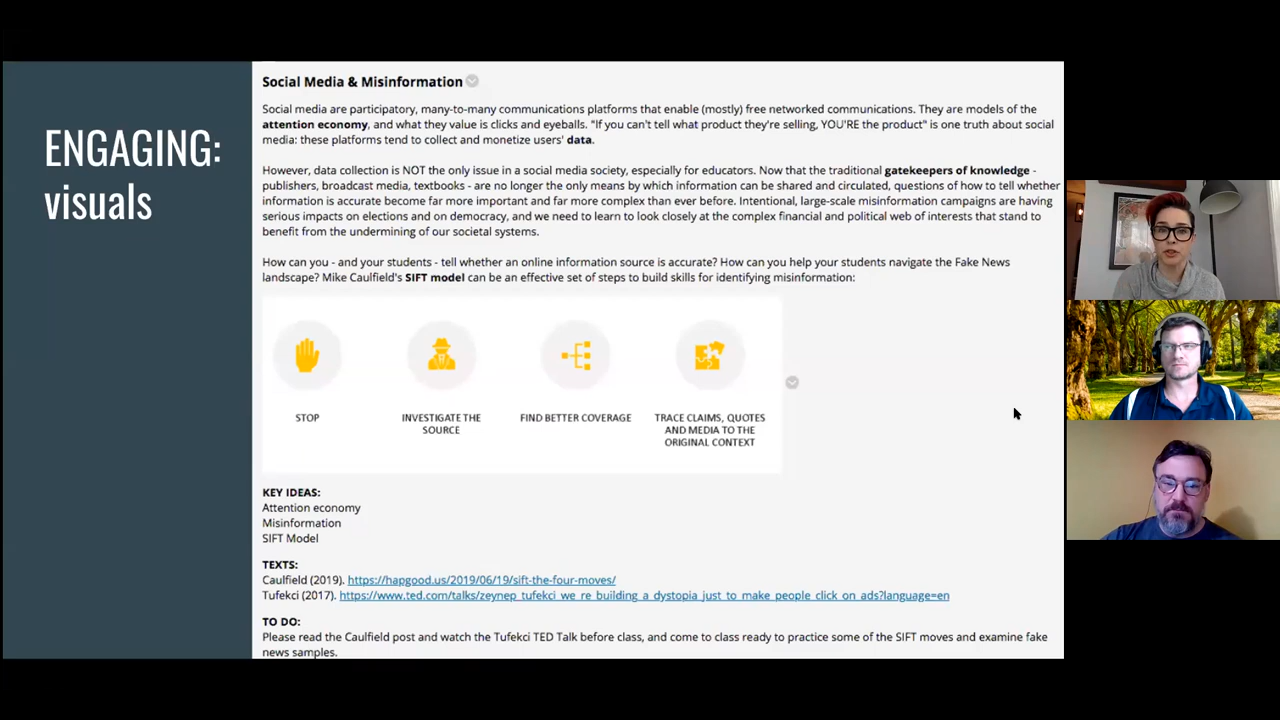 ENGAGING:
visuals
Social Media & Misinformation
Social media are participatory, many-to-many communications platforms that enable (mostly) free networked communications. They are models of the
attention economy, and what they value is clicks and eyeballs. "If you can't tell what product they're selling, YOU'RE the product" is one truth about social
media: these platforms tend to collect and monetize users' data.
However, data collection is NOT the only issue in a social media society, especially for educators. Now that the traditional gatekeepers of knowledge -
publishers, broadcast media, textbooks - are no longer the only means by which information can be shared and circulated, questions of how to tell whether
information is accurate become far more important and far more complex than ever before. Intentional, large-scale misinformation campaigns are having
serious impacts on elections and on democracy, and we need to learn to look closely at the complex financial and political web of interests that stand to
benefit from the undermining of our societal systems.
How can you - and your students - tell whether an online information source is accurate? How can you help your students navigate the Fake News
landscape? Mike Caulfield's SIFT model can be an effective set of steps to build skills for identifying misinformation:
STOP
INVESTIGATE THE
SOURCE
FIND BETTER COVERAGE
TRACE CLAIMS, QUOTES
AND MEDIA TO THE
ORIGINAL CONTEXT
KEY IDEAS:
Attention economy
Misinformation
SIFT Model
TEXTS:
Caulfield (2019). https://hapgood.us/2019/06/19/sift-the-four-moves/
Tufekci (2017). https://www.ted.com/talks/zeynep_tufekci_we_re_building_a_dystopia_just_to_make_people_click_on_ads?language=en
TO DO:
Please read the Caulfield post and watch the Tufekci TED Talk before class, and come to class ready to practice some of the SIFT moves and examine fake
news samples.